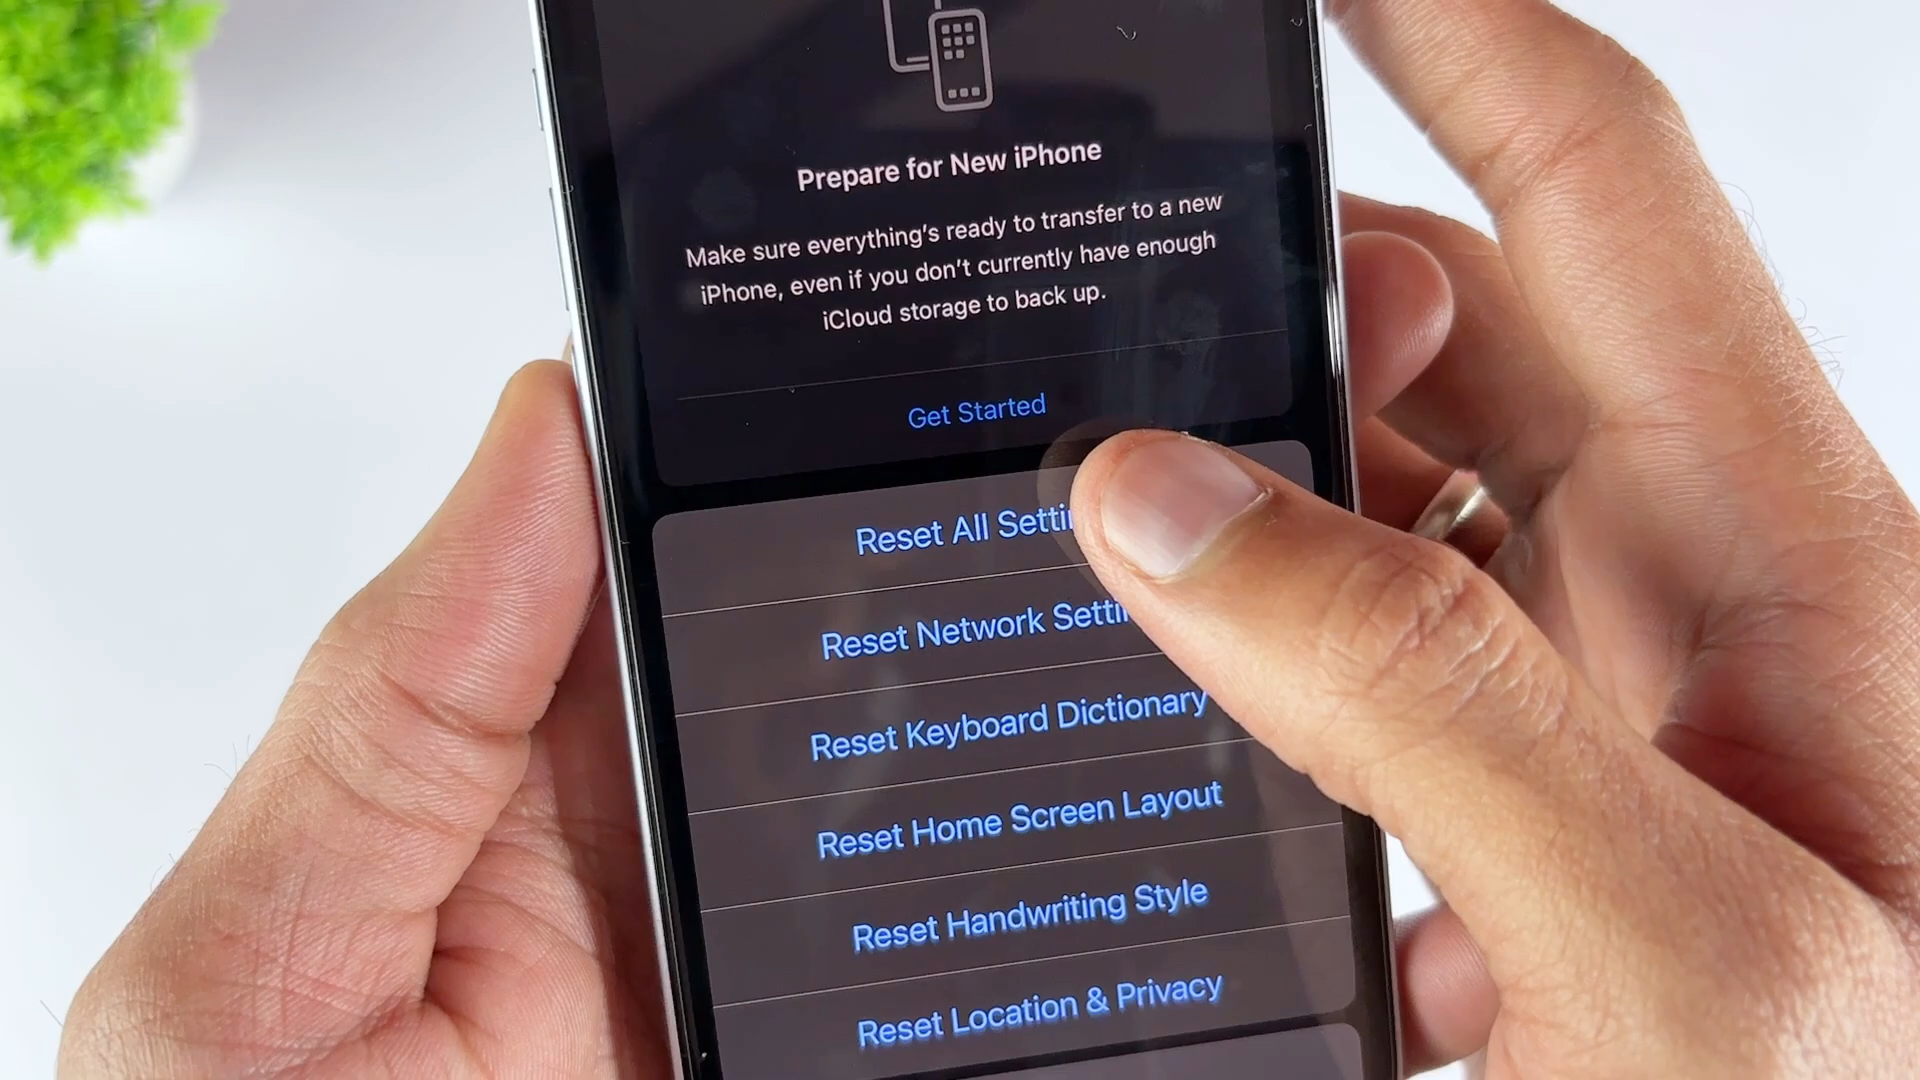 Prepare for New iPhone
Make sure everything's ready to transfer to a new
iPhone, even if you don't currently have enough
iCloud storage to back up.
Get Started
Reset All Settin
Reset Network Settin
Reset Keyboard Dictionary
Reset Home Screen Layout
Reset Handwriting Style
Reset Location & Privacy